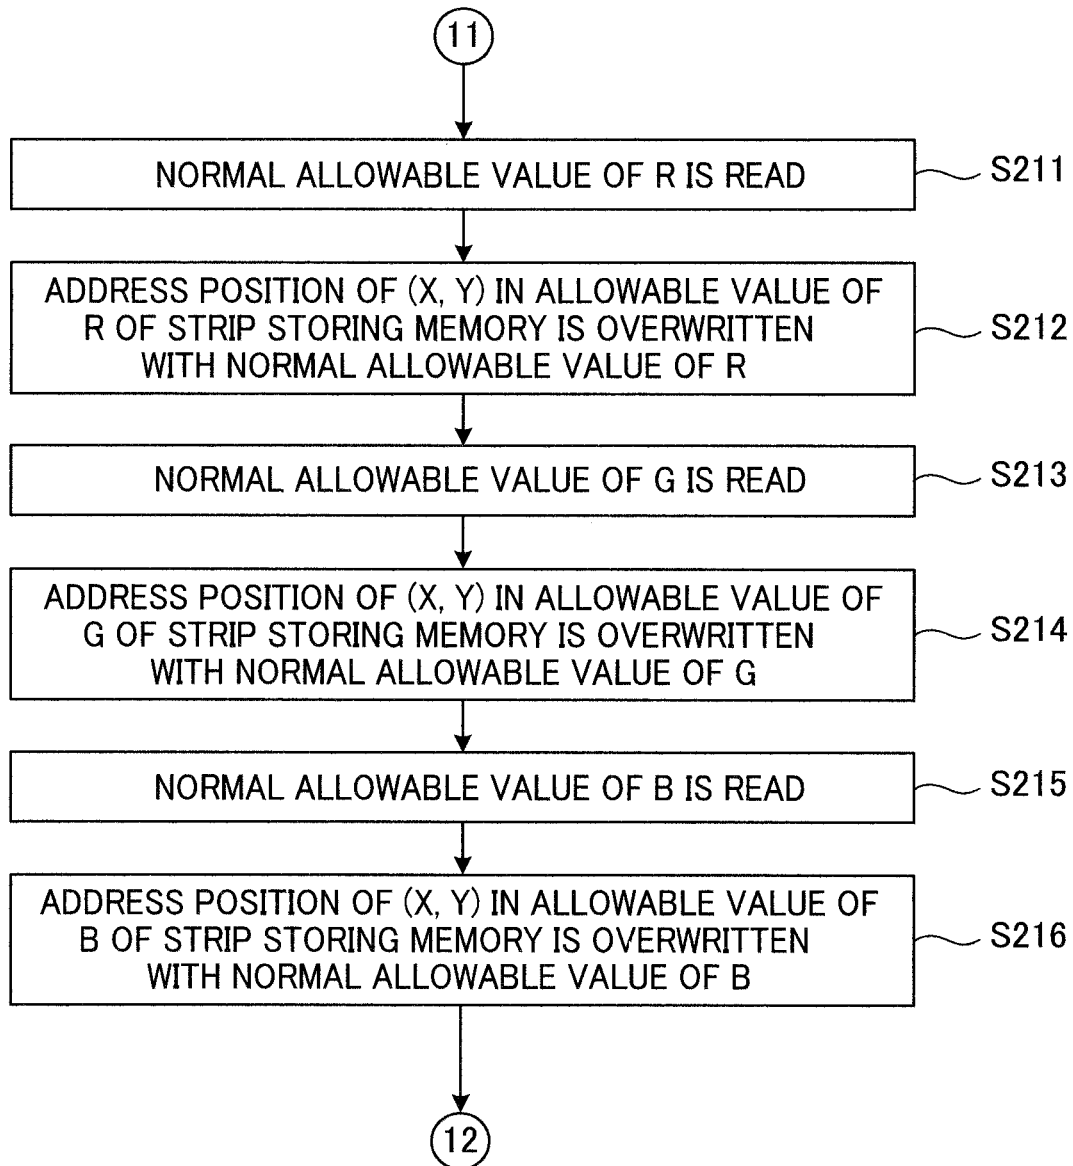 11
NORMAL ALLOWABLE VALUE OF R IS READ
S211
ADDRESS POSITION OF (X, Y) IN ALLOWABLE VALUE OF
R OF STRIP STORING MEMORY IS OVERWRITTEN
WITH NORMAL ALLOWABLE VALUE OF R
S212
NORMAL ALLOWABLE VALUE OF G IS READ
S213
ADDRESS POSITION OF (X, Y) IN ALLOWABLE VALUE OF
G OF STRIP STORING MEMORY IS OVERWRITTEN
WITH NORMAL ALLOWABLE VALUE OF G
S214
NORMAL ALLOWABLE VALUE OF B IS READ
S215
ADDRESS POSITION OF (X, Y) IN ALLOWABLE VALUE OF
B OF STRIP STORING MEMORY IS OVERWRITTEN
WITH NORMAL ALLOWABLE VALUE OF B
S216
12